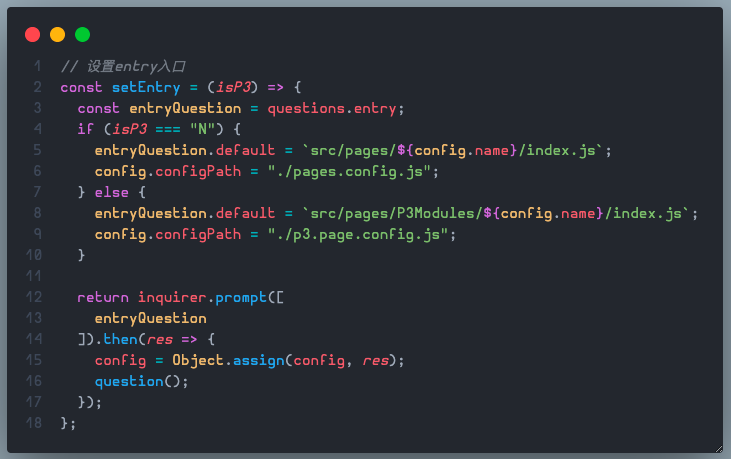 1 // 设置entry入口
2 const setEntry = (isP3) => {
3   const entryQuestion = questions.entry;
4   if (isP3 === "N") {
5     entryQuestion.default = `src/pages/${config.name}/index.js`;
6     config.configPath = "./pages.config.js";
7   } else {
8     entryQuestion.default = `src/pages/P3Modules/${config.name}/index.js`;
9     config.configPath = "./p3.page.config.js";
10   }
11
12   return inquirer.prompt([
13     entryQuestion
14   ]).then(res => {
15     config = Object.assign(config, res);
16     question();
17   });
18 };